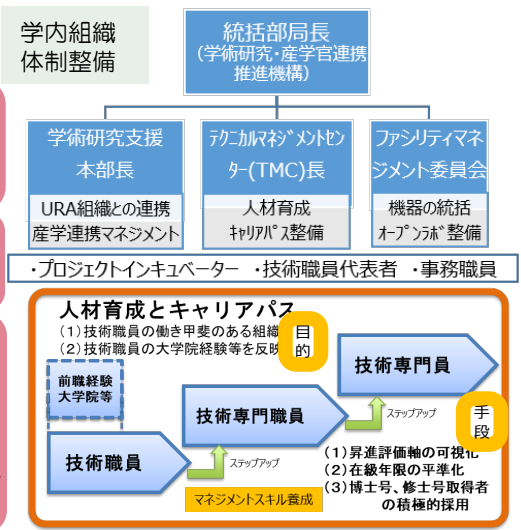 学内組織
体制整備
統括部局長
(学術研究・産学官連携
推進機構)
学術研究支援
本部長
URA組織との連携
産学連携マネジメント
ﾃｸﾆｶﾙﾏﾈｼﾞﾒﾝﾄｾﾝ
ﾀｰ(TMC)長
人材育成
ｷｬﾘｱﾊﾟｽ整備
ファシリティマネ
ジメント委員会
機器の統括
ｵｰﾌﾟﾝﾗﾎﾞ整備
・プロジェクトインキュベーター ・技術職員代表者 ・事務職員
人材育成とキャリアパス
(1)技術職員の働き甲斐のある組織
(2)技術職員の大学院経験等を反映
目
的
前職経験
大学院等
技術職員
ステップアップ
技術専門職員
ステップアップ
技術専門員
マネジメントスキル養成
手
段
(1)昇進評価軸の可視化
(2)在級年限の平準化
(3)博士号、修士号取得者
の積極的採用